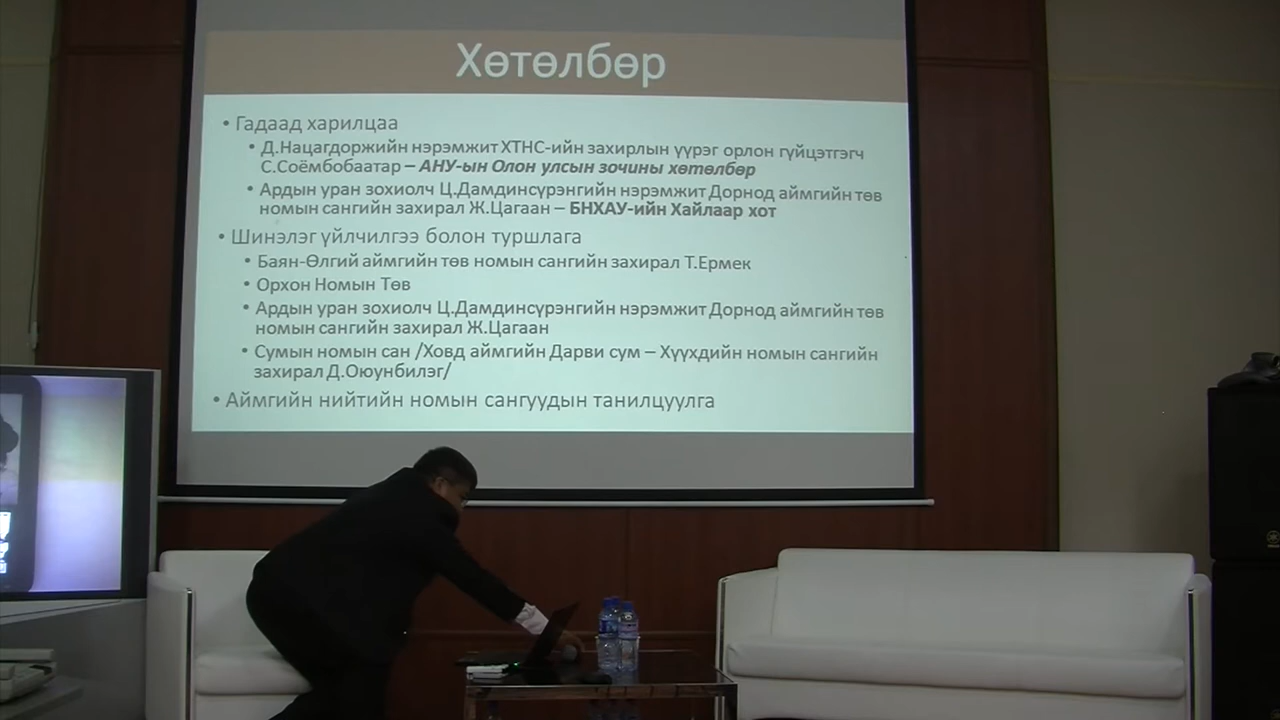 Хөтөлбөр
• Гадаад харилцаа
• Д.Нацагдоржийн нэрэмжит ХТНС-ийн захирлын үүрэг орлон гүйцэтгэгч
С.Соёмбобаатар – АНУ-ын Олон улсын зочины хөтөлбөр
• Ардын уран зохиолч Ц.Дамдинсүрэнгийн нэрэмжит Дорнод аймгийн төв
номын сангийн захирал Ж.Цагаан – БНХАУ-ийн Хайлаар хот
• Шинэлэг үйлчилгээ болон туршлага
• Баян-Өлгий аймгийн төв номын сангийн захирал Т.Ермек
• Орхон Номын Төв
• Ардын уран зохиолч Ц.Дамдинсүрэнгийн нэрэмжит Дорнод аймгийн төв
номын сангийн захирал Ж.Цагаан
• Сумын номын сан /Ховд аймгийн Дарви сум – Хүүхдийн номын сангийн
захирал Д.Оюунбилэг/
• Аймгийн нийтийн номын сангуудын танилцуулга